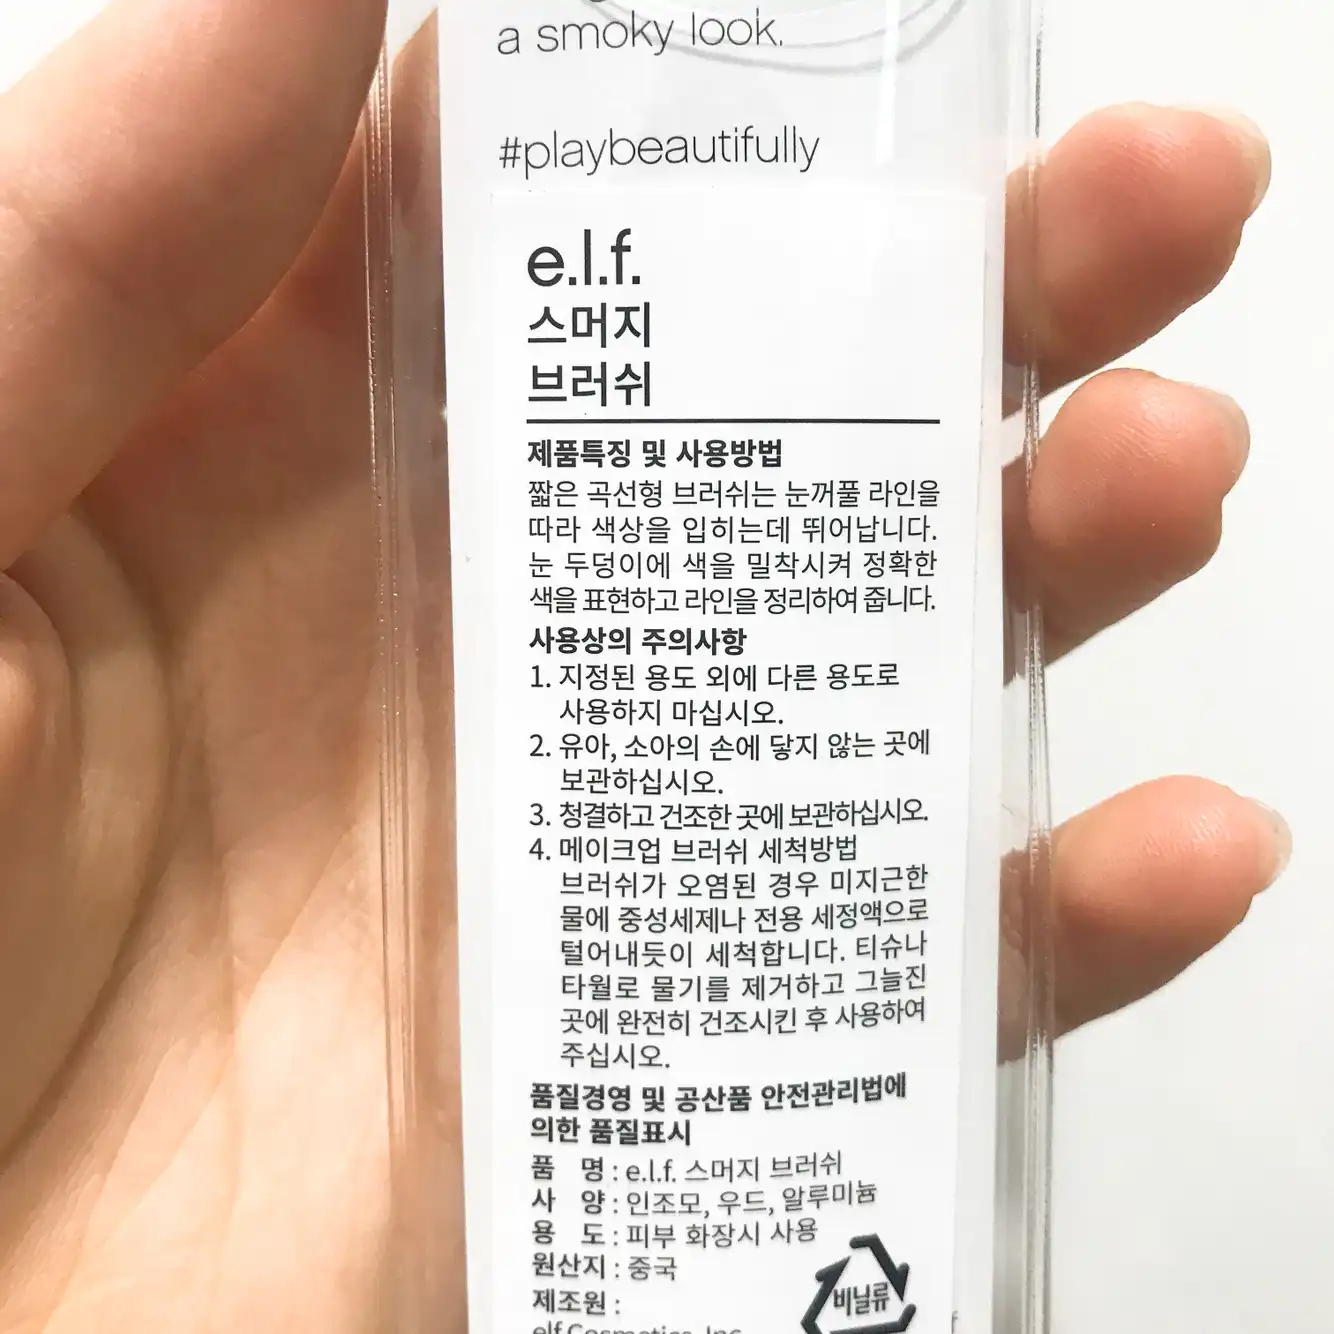 a smoky look.
#playbeautifully
e.l.f.
스머지
브러쉬
제품특징 및 사용방법
짧은 곡선형 브러쉬는 눈꺼풀 라인을
따라 색상을 입히는데 뛰어납니다.
눈 두덩이에 색을 밀착시켜 정확한
색을 표현하고 라인을 정리하여 줍니다.
사용상의 주의사항
1. 지정된 용도 외에 다른 용도로
사용하지 마십시오.
2. 유아, 소아의 손에 닿지 않는 곳에
보관하십시오.
3. 청결하고 건조한 곳에 보관하십시오.
4. 메이크업 브러쉬 세척방법
브러쉬가 오염된 경우 미지근한
물에 중성세제나 전용 세정액으로
털어내듯이 세척합니다. 티슈나
타월로 물기를 제거하고 그늘진
곳에 완전히 건조시킨 후 사용하여
주십시오.
품질경영 및 공산품 안전관리법에
의한 품질표시
품 명 : e.l.f. 스머지 브러쉬
사 양 : 인조모, 우드, 알루미늄
용 도 : 피부 화장시 사용
원산지 : 중국
제조원 :
비닐류
elf Cosmetics, Inc